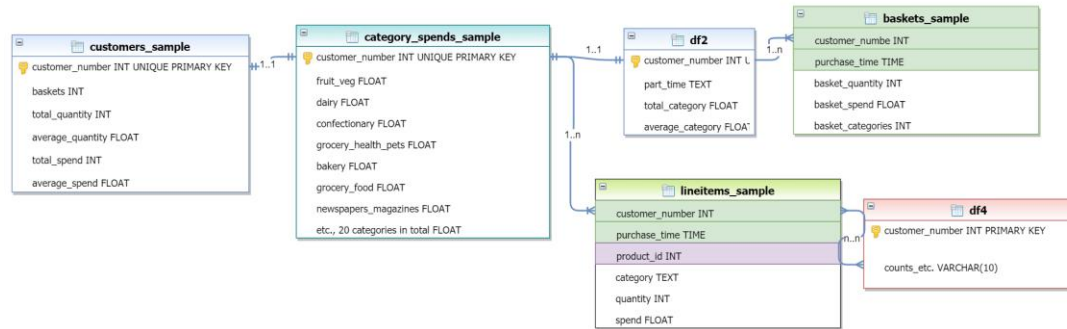 customers_sample
customer_number INT UNIQUE PRIMARY KEY
baskets INT
total_quantity INT
average_quantity FLOAT
total_spend INT
average_spend FLOAT
1..1
category_spends_sample
customer_number INT UNIQUE PRIMARY KEY
fruit_veg FLOAT
dairy FLOAT
confectionary FLOAT
grocery_health_pets FLOAT
bakery FLOAT
grocery_food FLOAT
newspapers_magazines FLOAT
etc., 20 categories in total FLOAT
1..1
1..n
df2
customer_number INT U
part_time TEXT
total_category FLOAT
average_category FLOAT
1..n
baskets_sample
customer_numbe INT
purchase_time TIME
basket_quantity INT
basket_spend FLOAT
basket_categories INT
lineitems_sample
customer_number INT
purchase_time TIME
product_id INT
category TEXT
quantity INT
spend FLOAT
n..n
df4
customer_number INT PRIMARY KEY
counts_etc. VARCHAR(10)